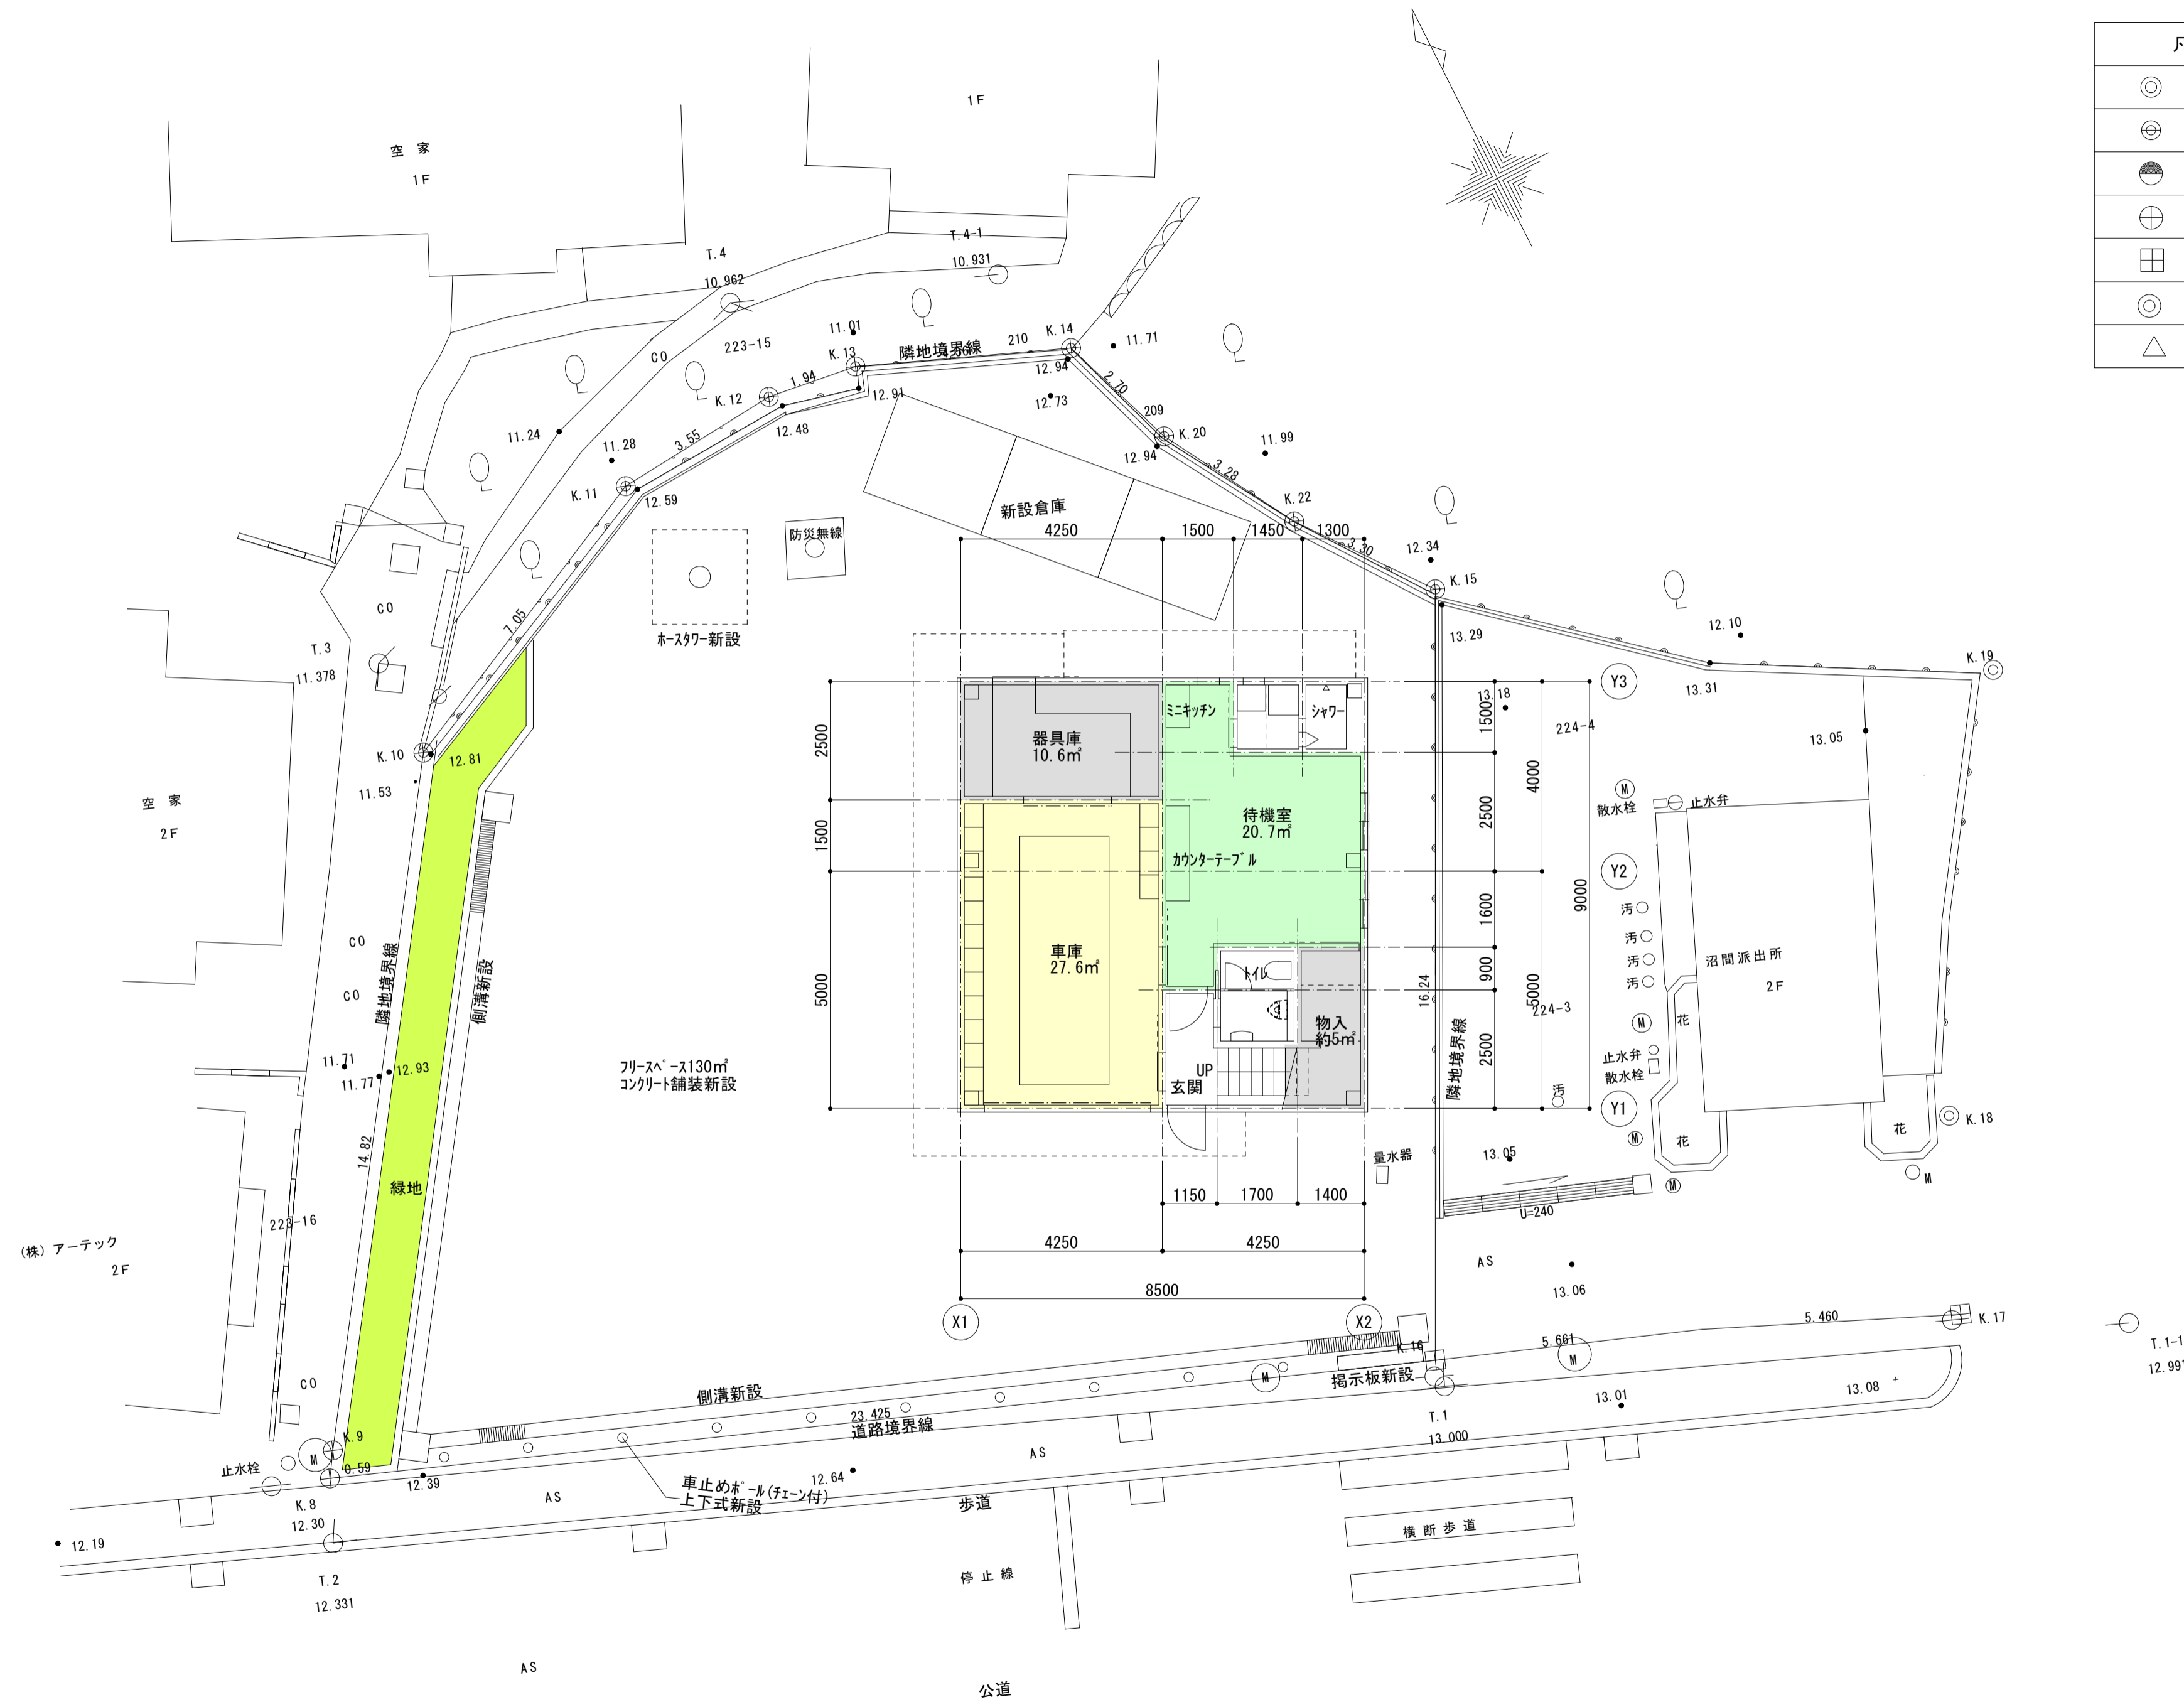 1F
空 家
1F
T.4-1
10.931
T.4
10.962
223-15
CO
11.01
K.13
隣地境界線
210
K.14
11.71
12.94
12.73
2.70
209
K.20
12.94
11.99
3.28
K.22
3.30
12.34
K.15
13.29
1.94
K.12
12.91
12.48
3.55
11.24
11.28
K.11
12.59
7.05
新設倉庫
防災無線
ホースタワー新設
4250
1500
1450
1300
12.10
K.19
13.31
13.18
224-4
13.05
CO
T.3
11.378
K.10
12.81
11.53
空 家
2F
2500
1500
5000
器具庫
10.6㎡
ミニキッチン
シャワー
待機室
20.7㎡
カウンターテーブル
車庫
27.6㎡
トイレ
物入
約5㎡
UP
玄関
1500
2500
1600
900
2500
4000
5000
9000
Y3
Y2
Y1
M
散水栓
止水弁
汚
汚
汚
汚
沼間派出所
2F
花
M
止水弁
散水栓
汚
M
花
花
K.18
M
M
16.24
隣地境界線
224-3
13.05
U=240
量水器
CO
CO
隣地境界線
側溝新設
11.71
11.77
12.93
14.82
緑地
223-16
フリースペース130㎡
コンクリート舗装新設
(株) アーテック
2F
1150
1700
1400
4250
4250
8500
X1
X2
AS
13.06
5.460
K.17
5.661
M
K.16
掲示板新設
M
側溝新設
23.425
道路境界線
T.1
13.000
13.01
13.08
T.1-1
CO
K.9
M
0.59
止水栓
K.8
12.30
12.39
12.19
AS
車止めポール(チェーン付)
上下式新設
12.64
AS
歩道
横断歩道
停止線
T.2
12.331
AS
公道